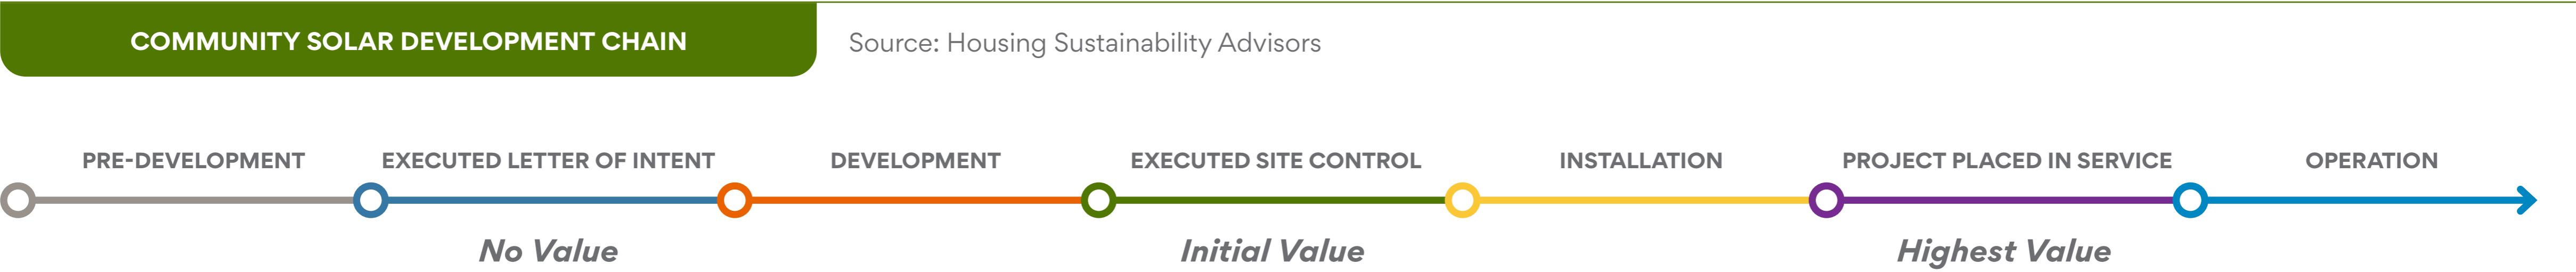 COMMUNITY SOLAR DEVELOPMENT CHAIN
Source: Housing Sustainability Advisors
PRE-DEVELOPMENT
EXECUTED LETTER OF INTENT
DEVELOPMENT
EXECUTED SITE CONTROL
INSTALLATION
PROJECT PLACED IN SERVICE
OPERATION
No Value
Initial Value
Highest Value